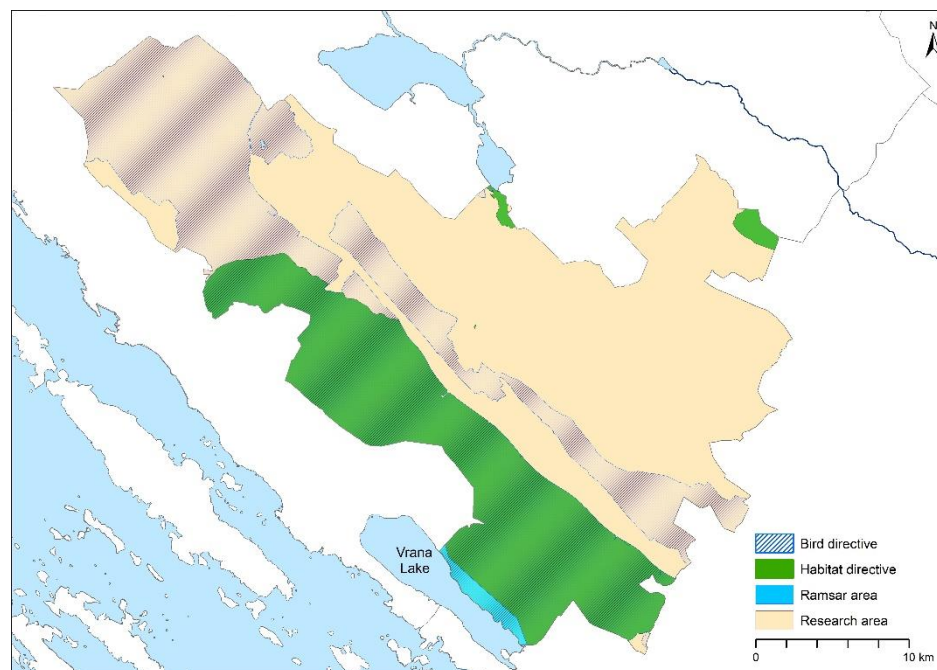 N
Vrana
Lake
Bird directive
Habitat directive
Ramsar area
Research area
0 10 km